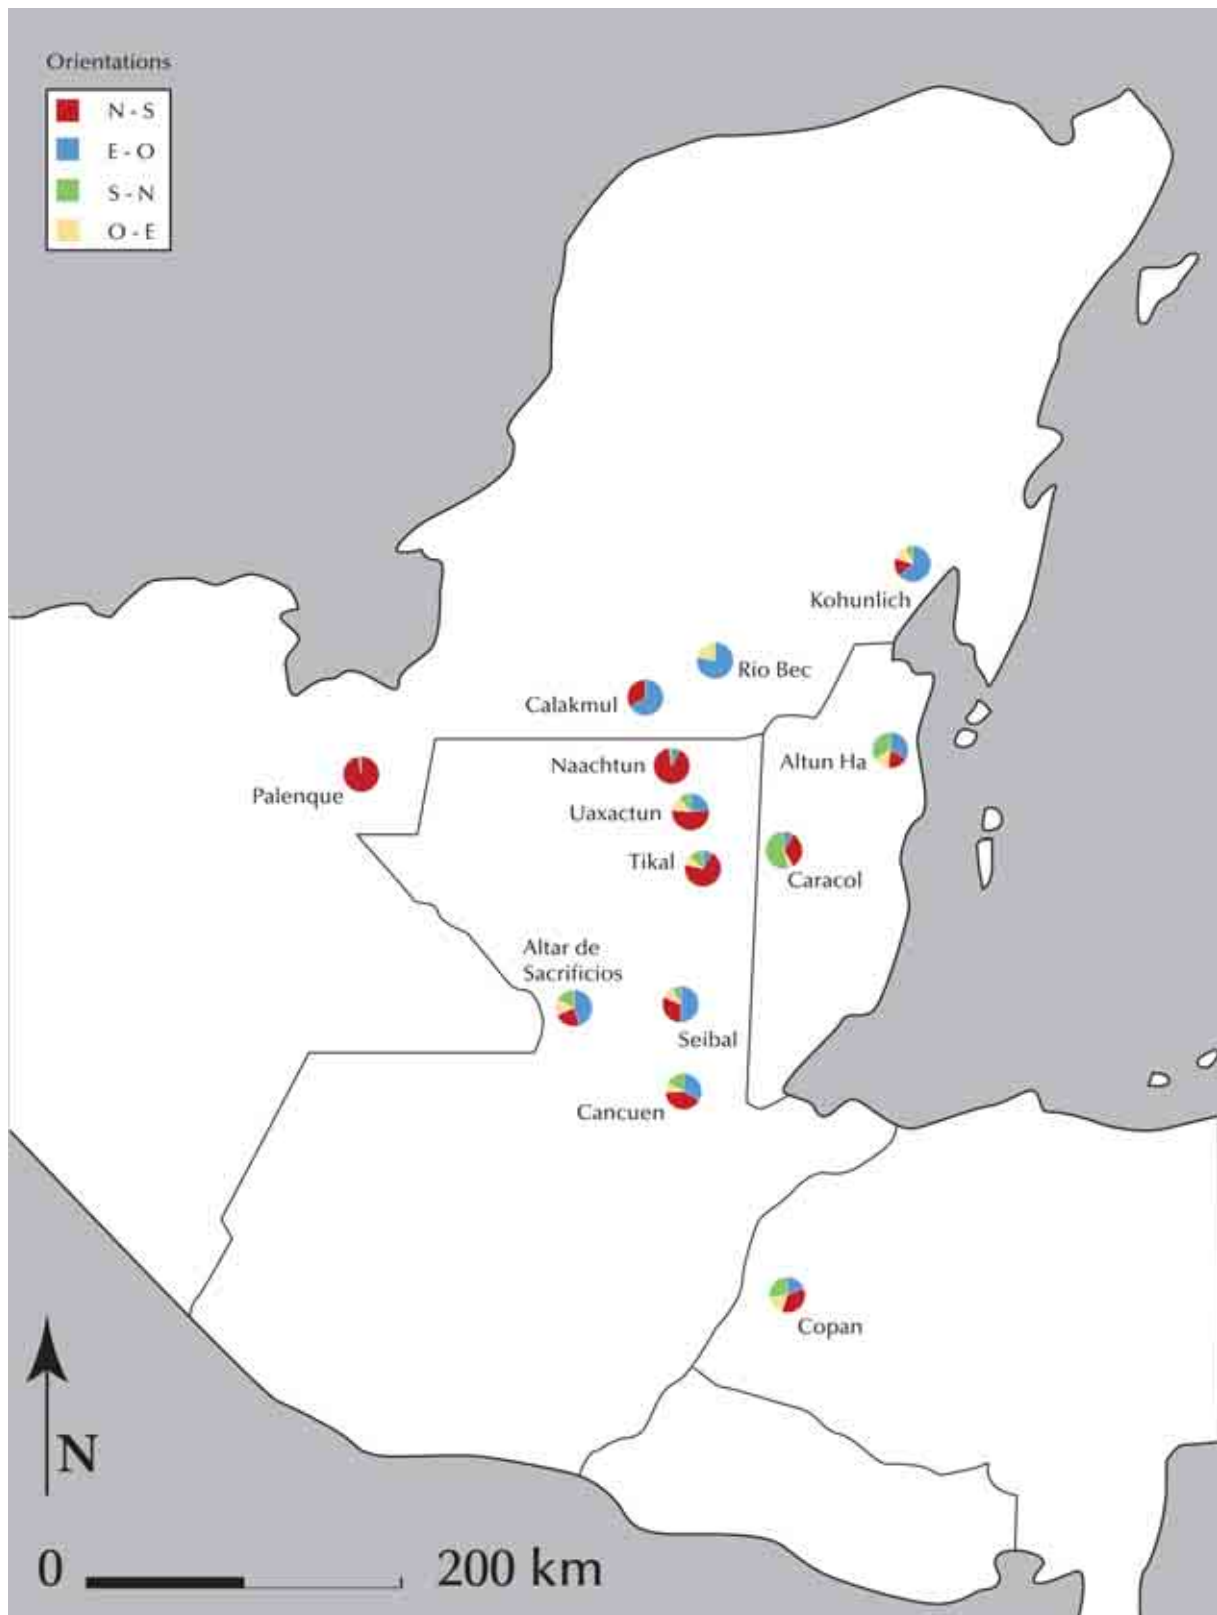 Orientations
N - S
E - O
S - N
O - E
Kohunlich
Río Bec
Calakmul
Naachtun
Altun Ha
Palenque
Uaxactun
Tikal
Caracol
Altar de
Sacrificios
Seibal
Cancuen
Copan
N
0 200 km